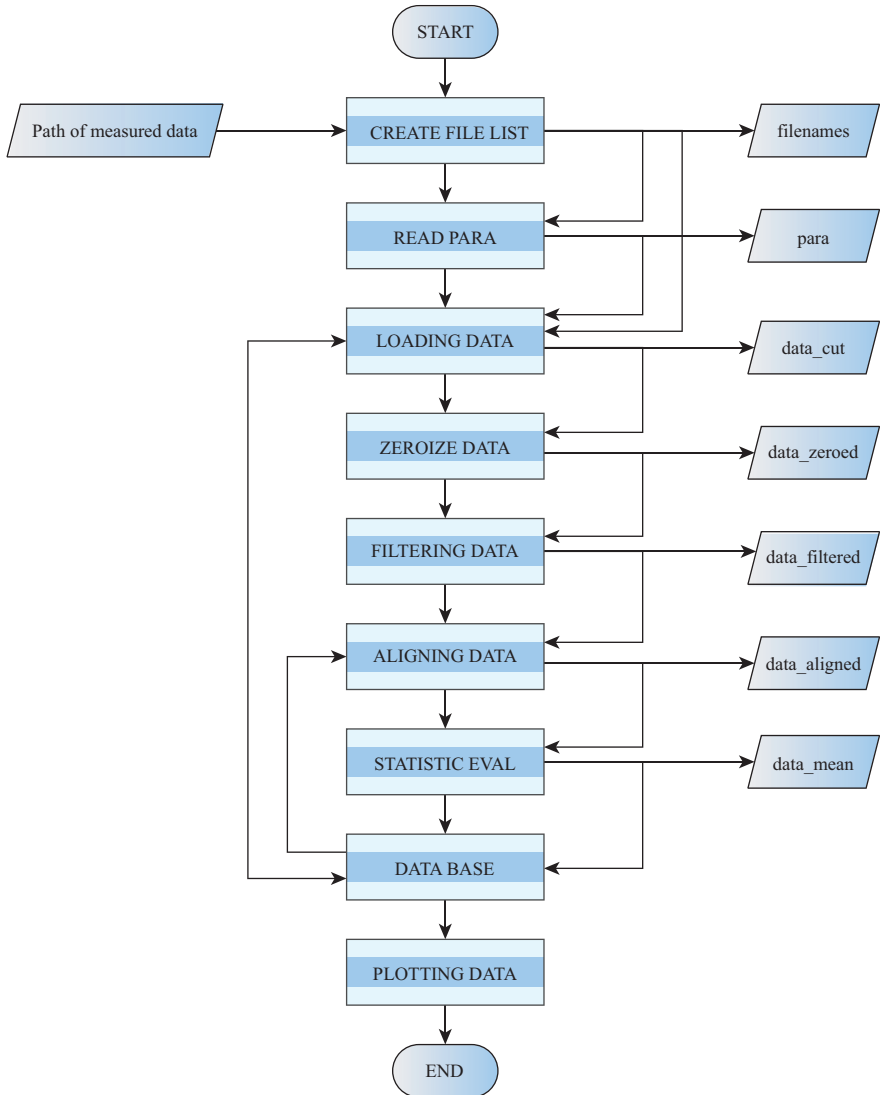 START
Path of measured data
CREATE FILE LIST
filenames
READ PARA
para
LOADING DATA
data_cut
ZEROIZE DATA
data_zeroed
FILTERING DATA
data_filtered
ALIGNING DATA
data_aligned
STATISTIC EVAL
data_mean
DATA BASE
PLOTTING DATA
END